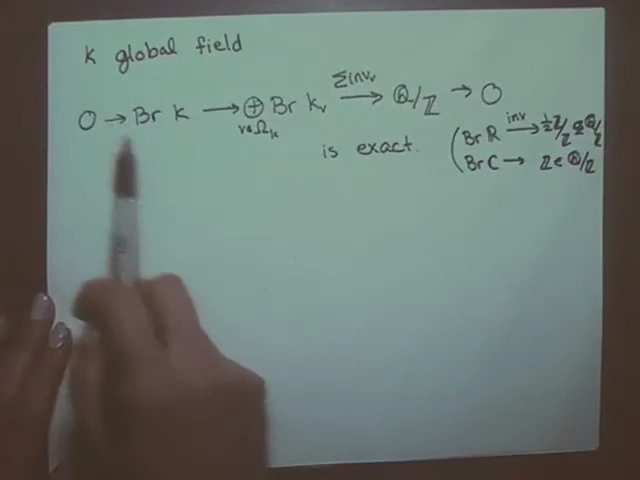 k global field
0 → Br k → ⊕ Br k_v → ℚ/ℤ → 0
v∈Ω_k
Σinv_v
is exact.
(Br ℝ → ½ℤ/ℤ ⊆ ℚ/ℤ
inv
Br ℂ → ℤ ∈ ℚ/ℤ